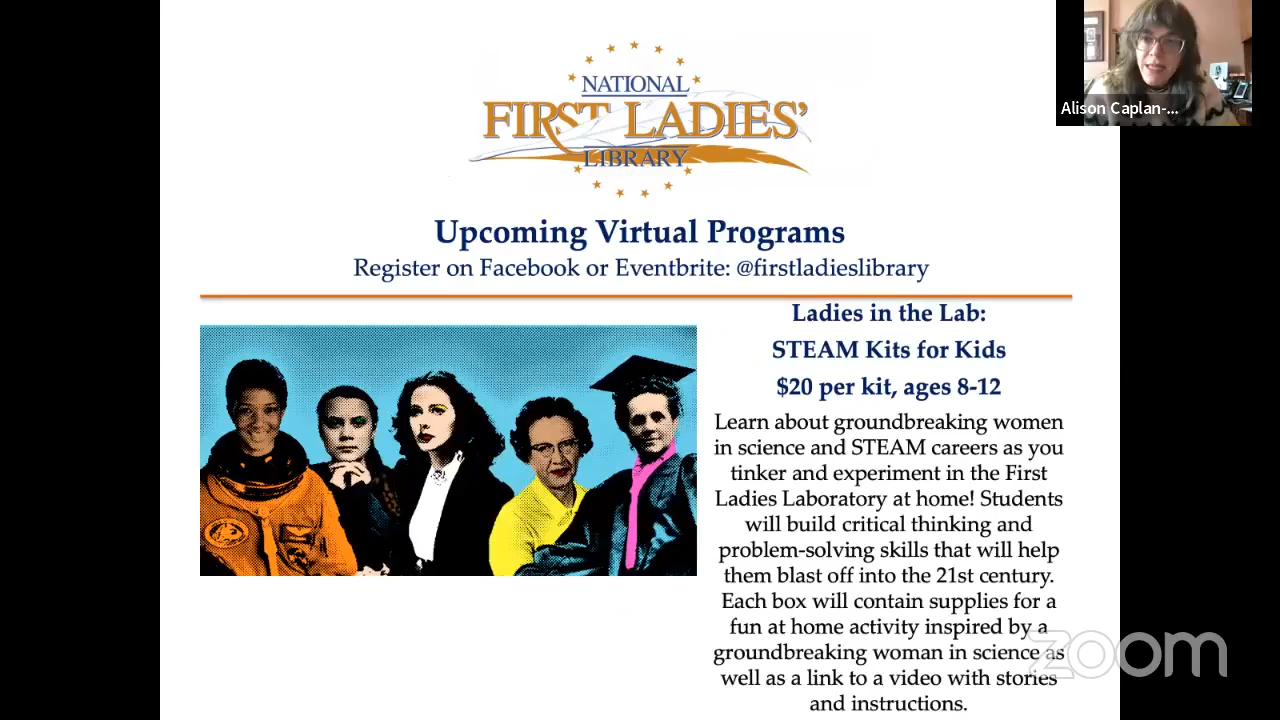 NATIONAL
FIRST LADIES'
LIBRARY
Alison Caplan-...
Upcoming Virtual Programs
Register on Facebook or Eventbrite: @firstladieslibrary
Ladies in the Lab:
STEAM Kits for Kids
$20 per kit, ages 8-12
Learn about groundbreaking women
in science and STEAM careers as you
tinker and experiment in the First
Ladies Laboratory at home! Students
will build critical thinking and
problem-solving skills that will help
them blast off into the 21st century.
Each box will contain supplies for a
fun at home activity inspired by a
groundbreaking woman in science as
well as a link to a video with stories
and instructions.
zoom